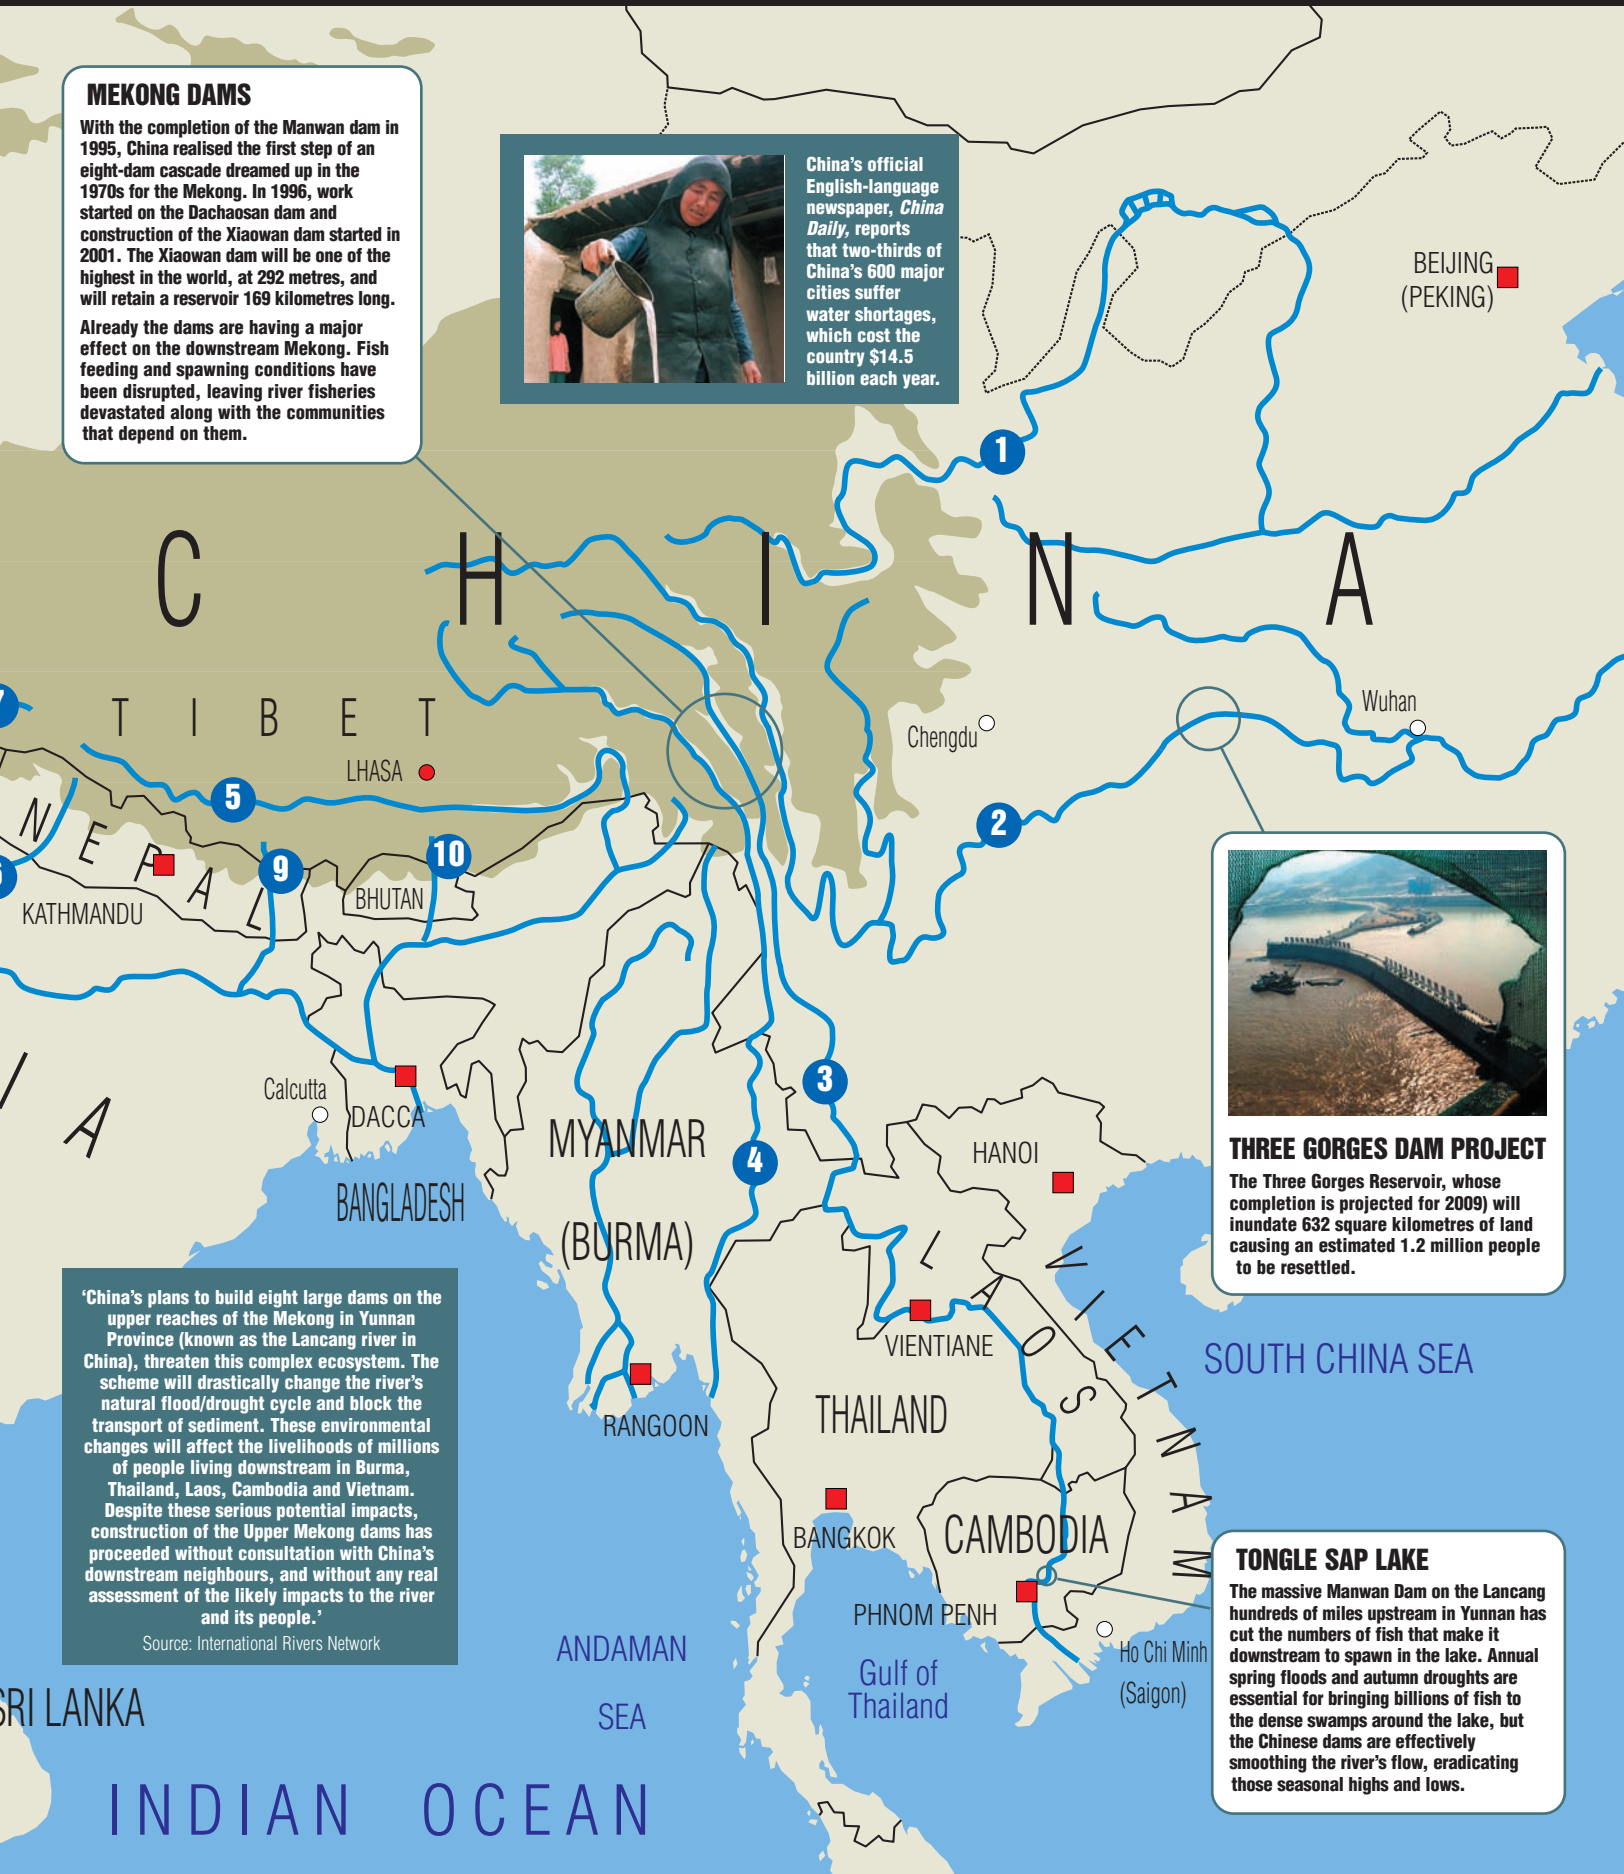 MEKONG DAMS
With the completion of the Manwan dam in
1995, China realised the first step of an
eight-dam cascade dreamed up in the
1970s for the Mekong. In 1996, work
started on the Dachaosan dam and
construction of the Xiaowan dam started in
2001. The Xiaowan dam will be one of the
highest in the world, at 292 metres, and
will retain a reservoir 169 kilometres long.
Already the dams are having a major
effect on the downstream Mekong. Fish
feeding and spawning conditions have
been disrupted, leaving river fisheries
devastated along with the communities
that depend on them.
China's official
English-language
newspaper, China
Daily, reports
that two-thirds of
China's 600 major
cities suffer
water shortages,
which cost the
country $14.5
billion each year.
BEIJING
(PEKING)
1
CHINA
TIBET
LHASA
Chengdu
Wuhan
7
5
2
NEPAL
9
10
BHUTAN
KATHMANDU
THREE GORGES DAM PROJECT
The Three Gorges Reservoir, whose
completion is projected for 2009) will
inundate 632 square kilometres of land
causing an estimated 1.2 million people
to be resettled.
IA
Calcutta
DACCA
3
MYANMAR
4
HANOI
BANGLADESH
(BURMA)
LAOS
VIETNAM
VIENTIANE
SOUTH CHINA SEA
'China's plans to build eight large dams on the
upper reaches of the Mekong in Yunnan
Province (known as the Lancang river in
China), threaten this complex ecosystem. The
scheme will drastically change the river's
natural flood/drought cycle and block the
transport of sediment. These environmental
changes will affect the livelihoods of millions
of people living downstream in Burma,
Thailand, Laos, Cambodia and Vietnam.
Despite these serious potential impacts,
construction of the Upper Mekong dams has
proceeded without consultation with China's
downstream neighbours, and without any real
assessment of the likely impacts to the river
and its people.'
Source: International Rivers Network
RANGOON
THAILAND
BANGKOK
CAMBODIA
PHNOM PENH
Ho Chi Minh
(Saigon)
TONGLE SAP LAKE
The massive Manwan Dam on the Lancang
hundreds of miles upstream in Yunnan has
cut the numbers of fish that make it
downstream to spawn in the lake. Annual
spring floods and autumn droughts are
essential for bringing billions of fish to
the dense swamps around the lake, but
the Chinese dams are effectively
smoothing the river's flow, eradicating
those seasonal highs and lows.
ANDAMAN
SEA
Gulf of
Thailand
SRI LANKA
INDIAN OCEAN